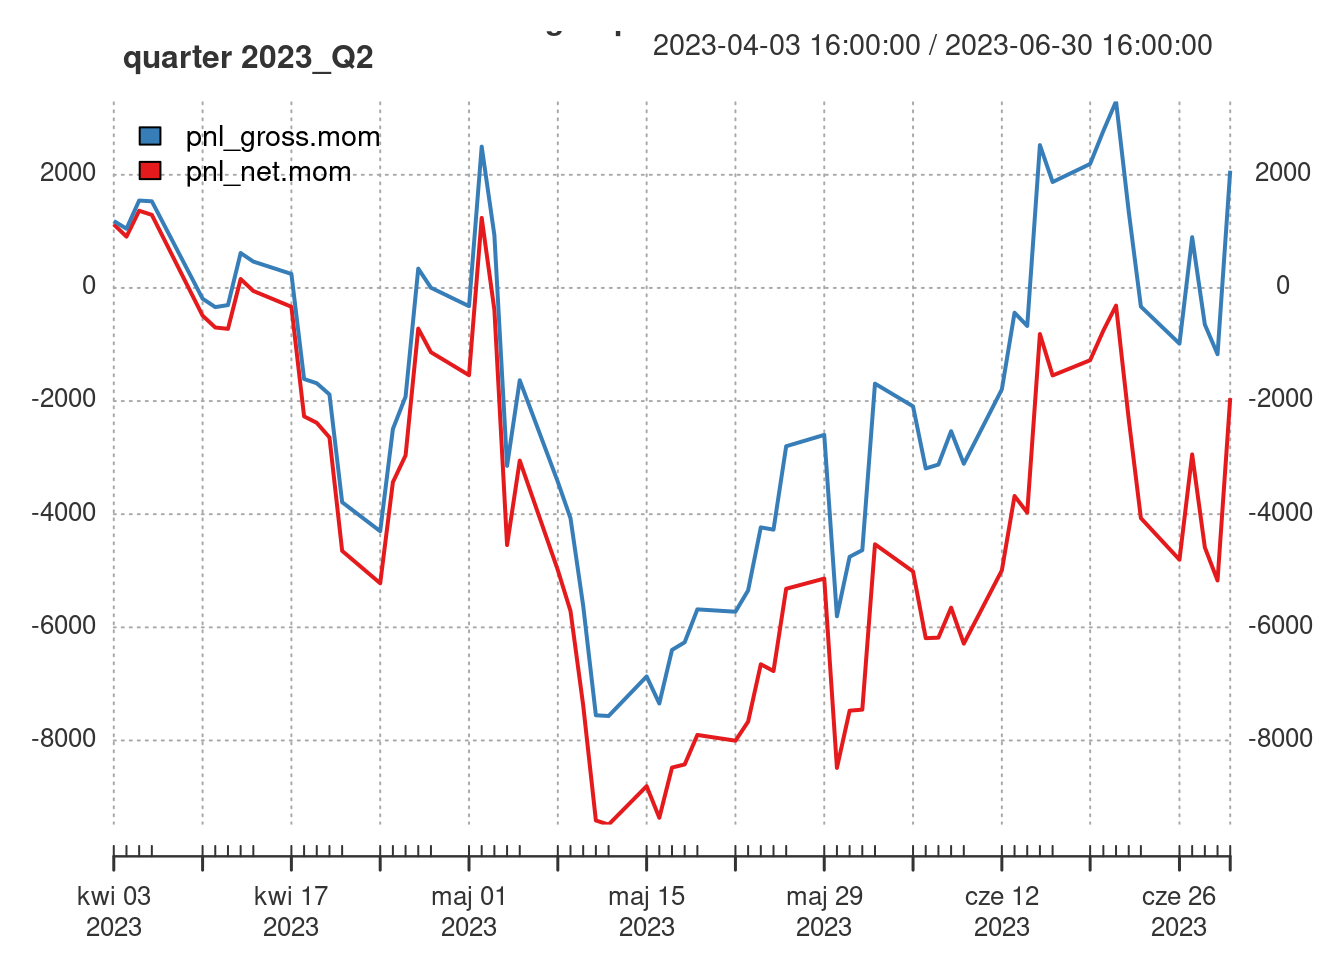 quarter 2023_Q2
2023-04-03 16:00:00 / 2023-06-30 16:00:00
pnl_gross.mom
pnl_net.mom
2000
0
-2000
-4000
-6000
-8000
2000
0
-2000
-4000
-6000
-8000
kwi 03
2023
kwi 17
2023
maj 01
2023
maj 15
2023
maj 29
2023
cze 12
2023
cze 26
2023